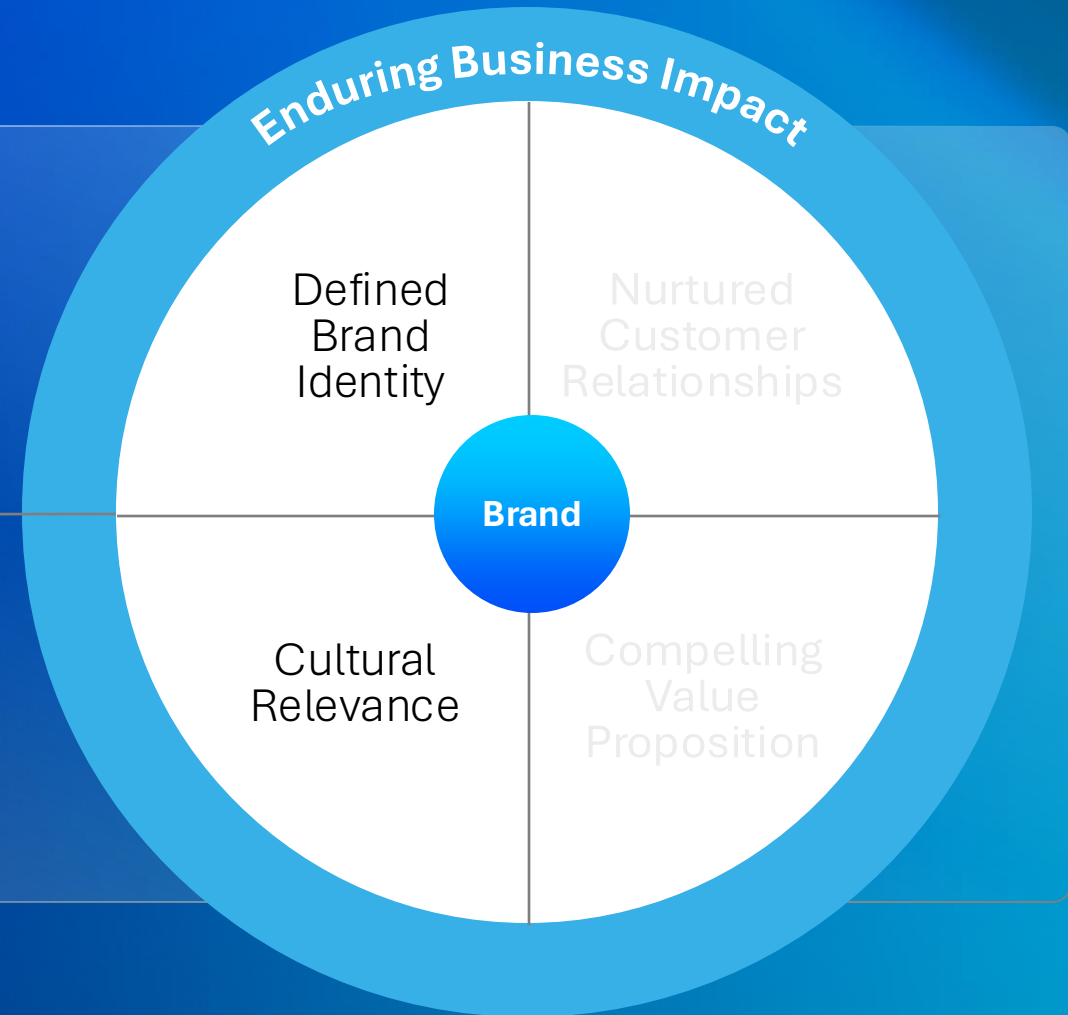 Enduring Business Impact
Defined
Brand
Identity
Nurtured
Customer
Relationships
Brand
Cultural
Relevance
Compelling
Value
Proposition